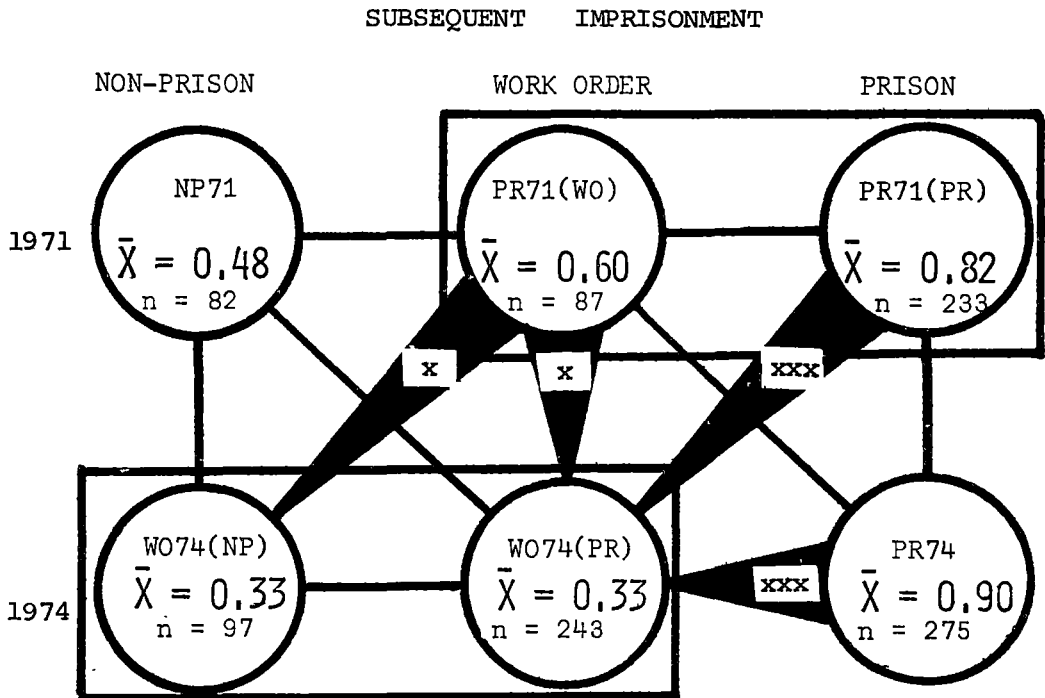 SUBSEQUENT IMPRISONMENT
NON-PRISON WORK ORDER PRISON
NP71 PR71(WO) PR71(PR)
1971
X̄ = 0.48 X̄ = 0.60 X̄ = 0.82
n = 82 n = 87 n = 233
x x xxx
WO74(NP) WO74(PR) PR74
X̄ = 0.33 X̄ = 0.33 xxx X̄ = 0.90
1974
n = 97 n = 243 n = 275